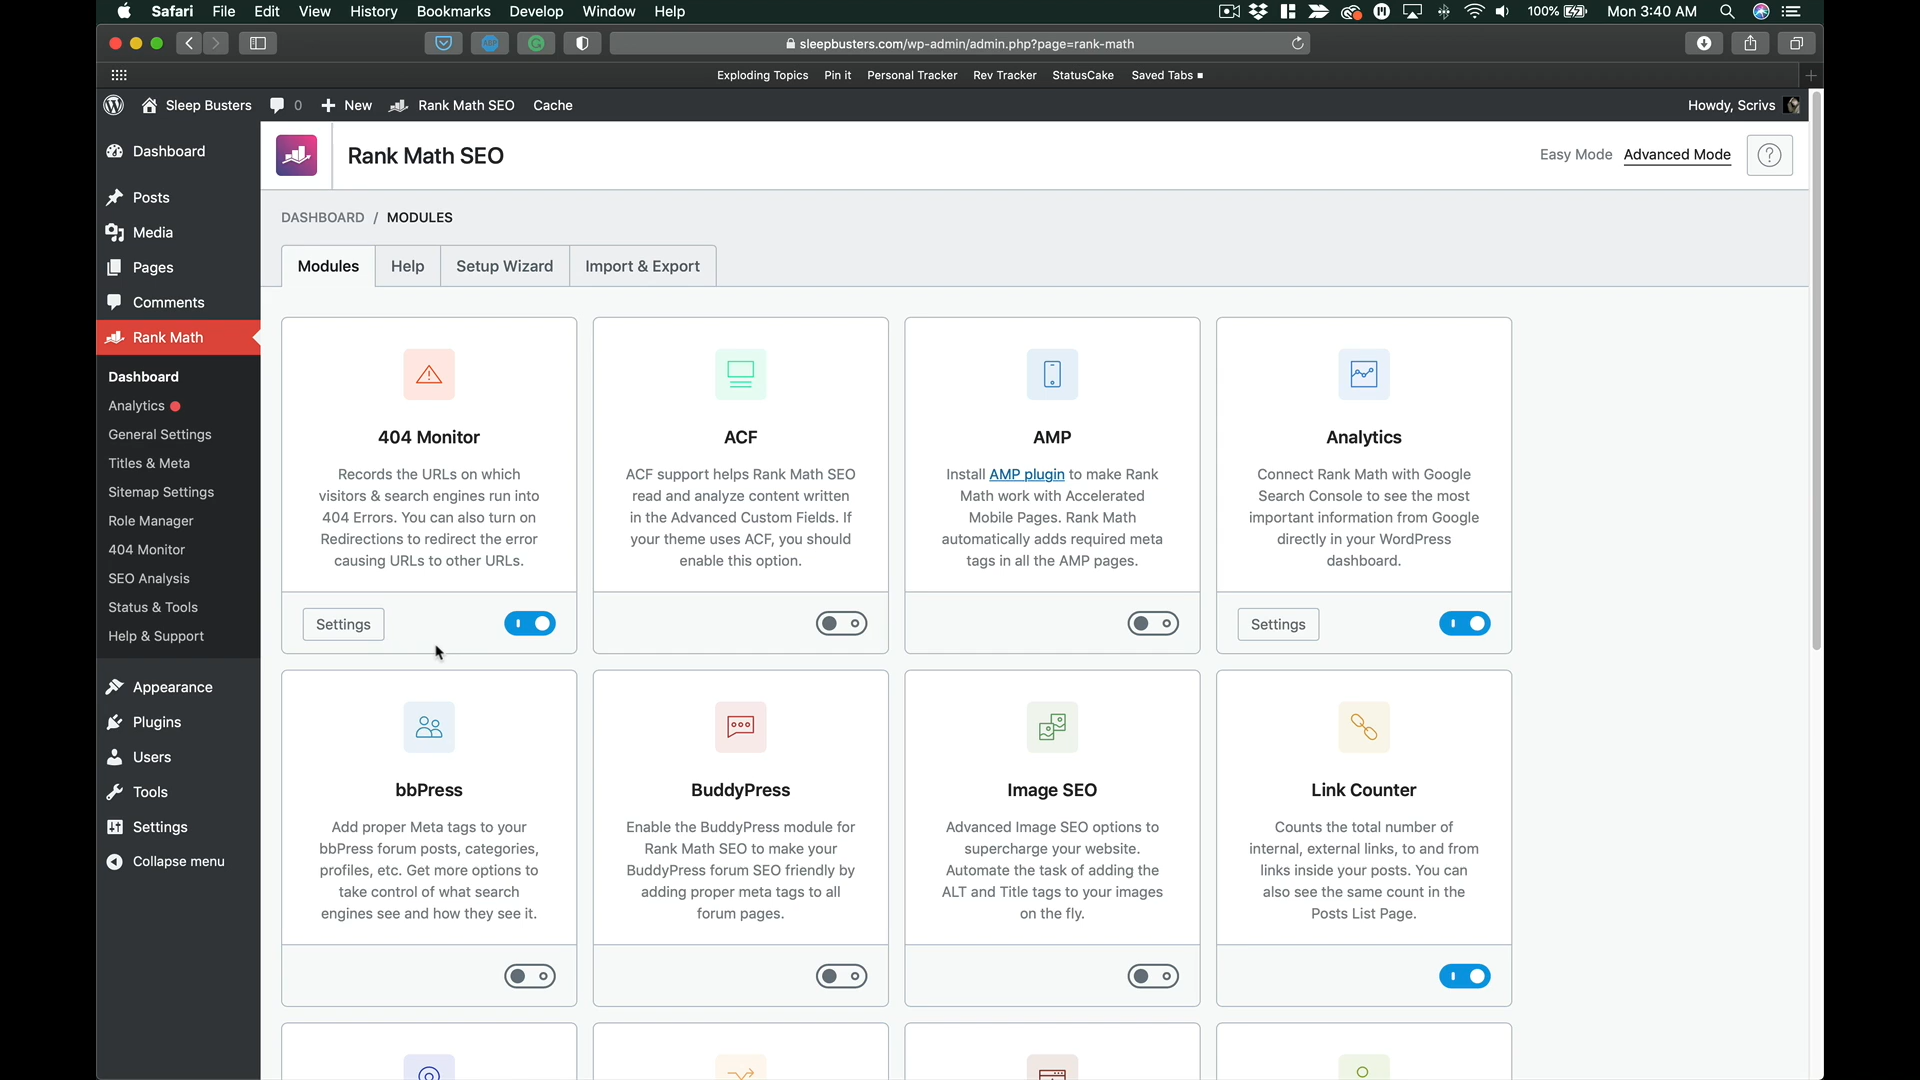 Safari File Edit View History Bookmarks Develop Window Help 100% Mon 3:40 AM
sleepbusters.com/wp-admin/admin.php?page=rank-math
Exploding Topics Pin it Personal Tracker Rev Tracker StatusCake Saved Tabs
Sleep Busters 0 New Rank Math SEO Cache Howdy, Scrivs
Dashboard
Posts
Media
Pages
Comments
Rank Math
Dashboard
Analytics
General Settings
Titles & Meta
Sitemap Settings
Role Manager
404 Monitor
SEO Analysis
Status & Tools
Help & Support
Appearance
Plugins
Users
Tools
Settings
Collapse menu
Rank Math SEO
Easy Mode Advanced Mode ?
DASHBOARD / MODULES
Modules Help Setup Wizard Import & Export
404 Monitor
Records the URLs on which
visitors & search engines run into
404 Errors. You can also turn on
Redirections to redirect the error
causing URLs to other URLs.
Settings
ACF
ACF support helps Rank Math SEO
read and analyze content written
in the Advanced Custom Fields. If
your theme uses ACF, you should
enable this option.
AMP
Install AMP plugin to make Rank
Math work with Accelerated
Mobile Pages. Rank Math
automatically adds required meta
tags in all the AMP pages.
Analytics
Connect Rank Math with Google
Search Console to see the most
important information from Google
directly in your WordPress
dashboard.
Settings
bbPress
Add proper Meta tags to your
bbPress forum posts, categories,
profiles, etc. Get more options to
take control of what search
engines see and how they see it.
BuddyPress
Enable the BuddyPress module for
Rank Math SEO to make your
BuddyPress forum SEO friendly by
adding proper meta tags to all
forum pages.
Image SEO
Advanced Image SEO options to
supercharge your website.
Automate the task of adding the
ALT and Title tags to your images
on the fly.
Link Counter
Counts the total number of
internal, external links, to and from
links inside your posts. You can
also see the same count in the
Posts List Page.